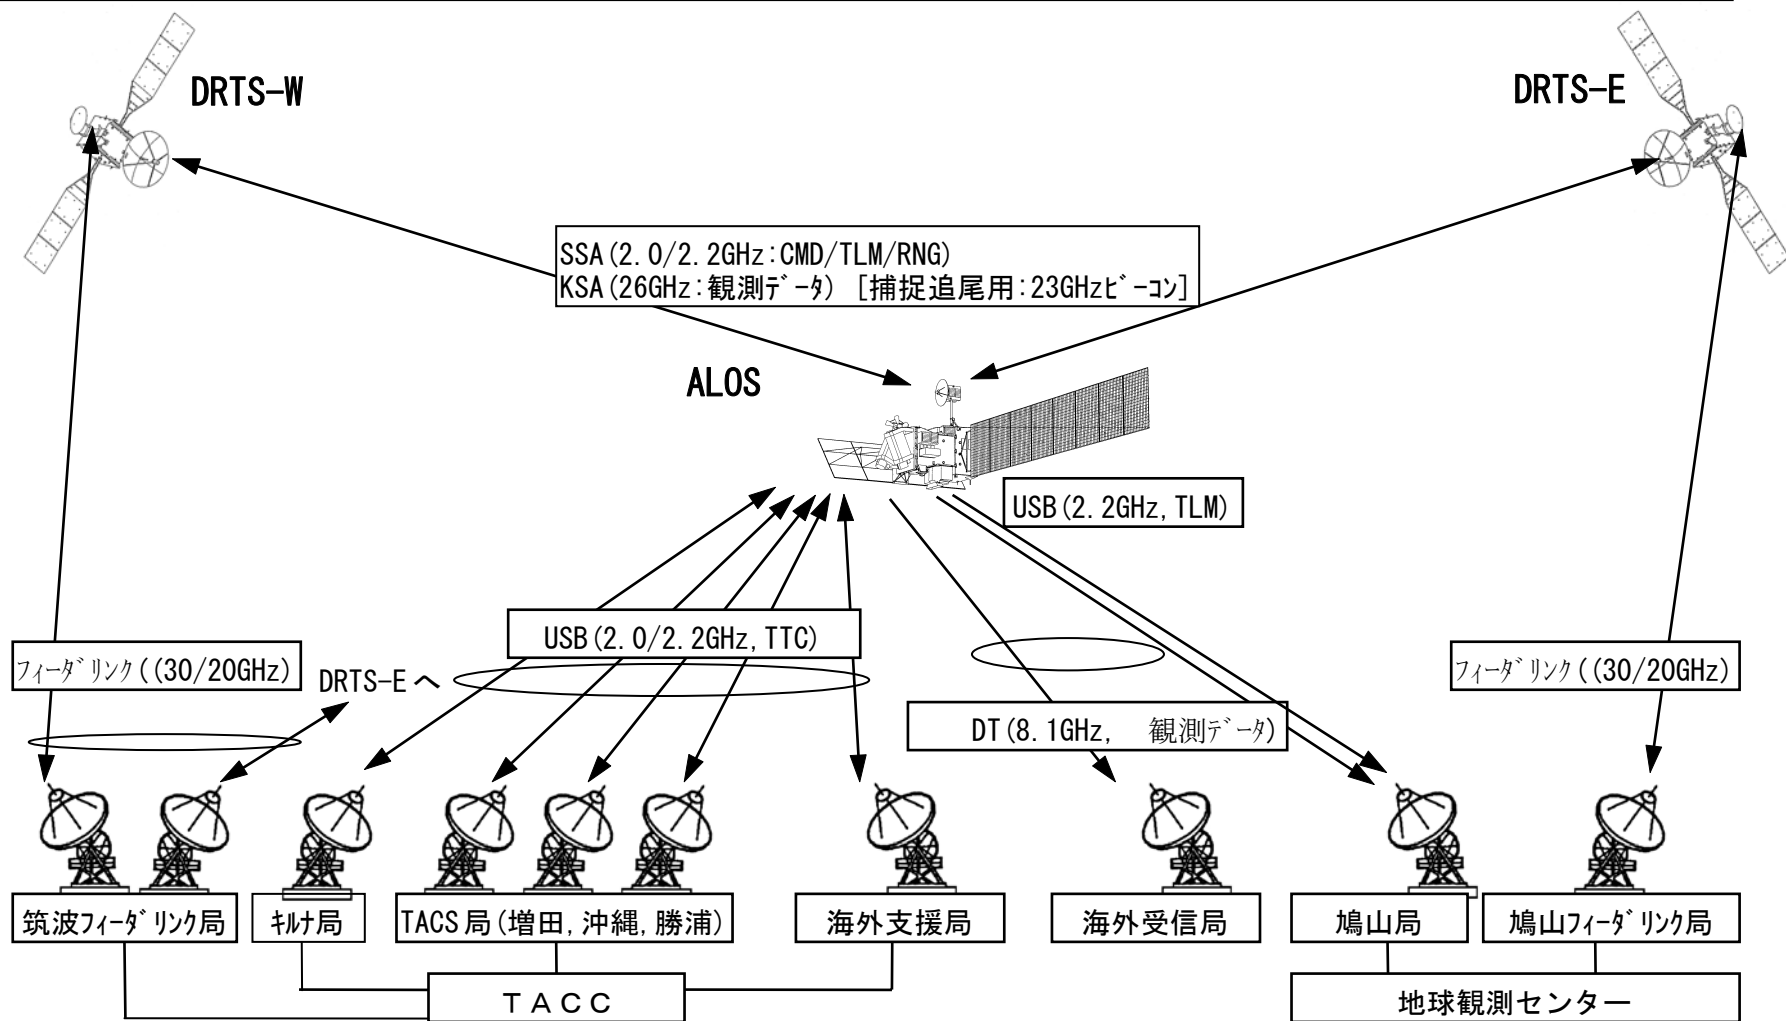 DRTS-W
DRTS-E
SSA(2.0/2.2GHz:CMD/TLM/RNG)
KSA(26GHz:観測ﾃﾞｰﾀ) [捕捉追尾用:23GHzﾋﾞｰｺﾝ]
ALOS
USB(2.2GHz,TLM)
USB(2.0/2.2GHz,TTC)
ﾌｨｰﾀﾞﾘﾝｸ((30/20GHz)
DRTS-Eへ
ﾌｨｰﾀﾞﾘﾝｸ((30/20GHz)
DT(8.1GHz, 観測ﾃﾞｰﾀ)
筑波ﾌｨｰﾀﾞﾘﾝｸ局
ｷﾙﾅ局
TACS局(増田,沖縄,勝浦)
海外支援局
海外受信局
鳩山局
鳩山ﾌｨｰﾀﾞﾘﾝｸ局
ＴＡＣＣ
地球観測センター